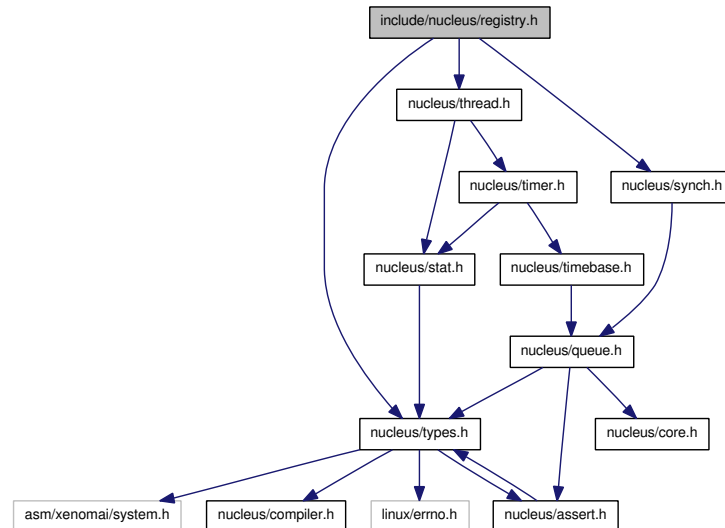 include/nucleus/registry.h
nucleus/thread.h
nucleus/timer.h
nucleus/synch.h
nucleus/stat.h
nucleus/timebase.h
nucleus/queue.h
nucleus/types.h
nucleus/core.h
asm/xenomai/system.h
nucleus/compiler.h
linux/errno.h
nucleus/assert.h